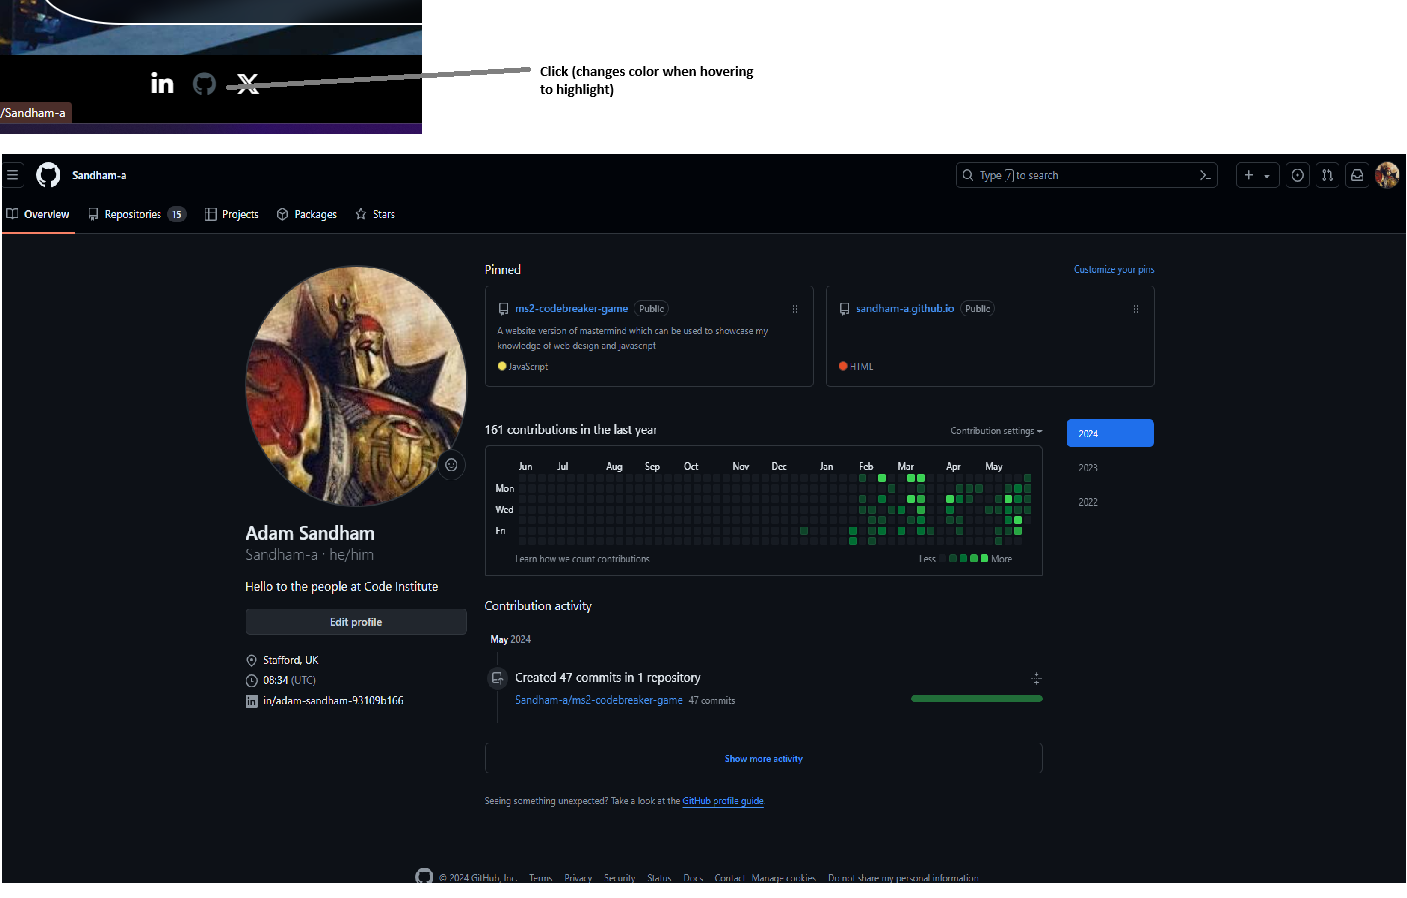 in
X
Click (changes color when hovering
to highlight)
/Sandham-a
Sandham-a
Type / to search
Overview
Repositories 15
Projects
Packages
Stars
Pinned
Customize your pins
ms2-codebreaker-game Public
A website version of mastermind which can be used to showcase my
knowledge of web design and javascript
JavaScript
sandham-a.github.io Public
HTML
161 contributions in the last year
Contribution settings
2024
2023
2022
Jun Jul Aug Sep Oct Nov Dec Jan Feb Mar Apr May
Mon
Wed
Fri
Learn how we count contributions
Less More
Adam Sandham
Sandham-a · he/him
Hello to the people at Code Institute
Edit profile
Stafford, UK
08:34 (UTC)
in/adam-sandham-93109b166
Contribution activity
May 2024
Created 47 commits in 1 repository
Sandham-a/ms2-codebreaker-game 47 commits
Show more activity
Seeing something unexpected? Take a look at the GitHub profile guide.
© 2024 GitHub, Inc. Terms Privacy Security Status Docs Contact Manage cookies Do not share my personal information